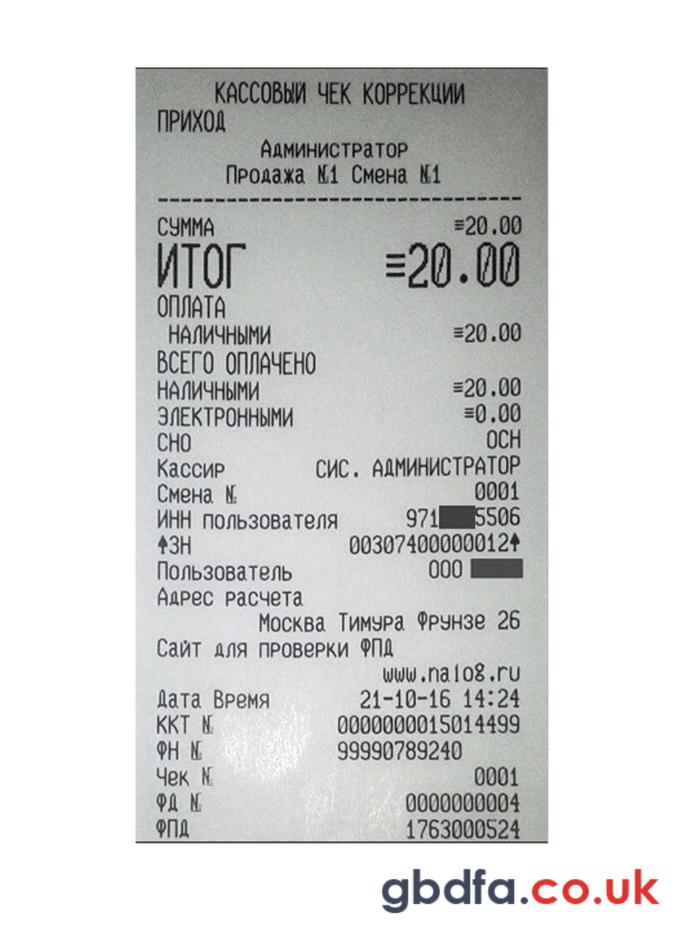 КАССОВЫЙ ЧЕК КОРРЕКЦИИ
ПРИХОД
Администратор
Продажа №1 Смена №1
--------------------------------
СУММА ≡20.00
ИТОГ ≡20.00
ОПЛАТА
НАЛИЧНЫМИ ≡20.00
ВСЕГО ОПЛАЧЕНО
НАЛИЧНЫМИ ≡20.00
ЭЛЕКТРОННЫМИ ≡0.00
СНО ОСН
Кассир СИС. АДМИНИСТРАТОР
Смена № 0001
ИНН пользователя 971 5506
↑ЗН 00307400000012↑
Пользователь ООО
Адрес расчета
Москва Тимура Фрунзе 26
Сайт для проверки ФПД
www.nalog.ru
Дата Время 21-10-16 14:24
ККТ № 0000000015014499
ФН № 99990789240
Чек № 0001
ФД № 0000000004
ФПД 1763000524
gbdfa.co.uk